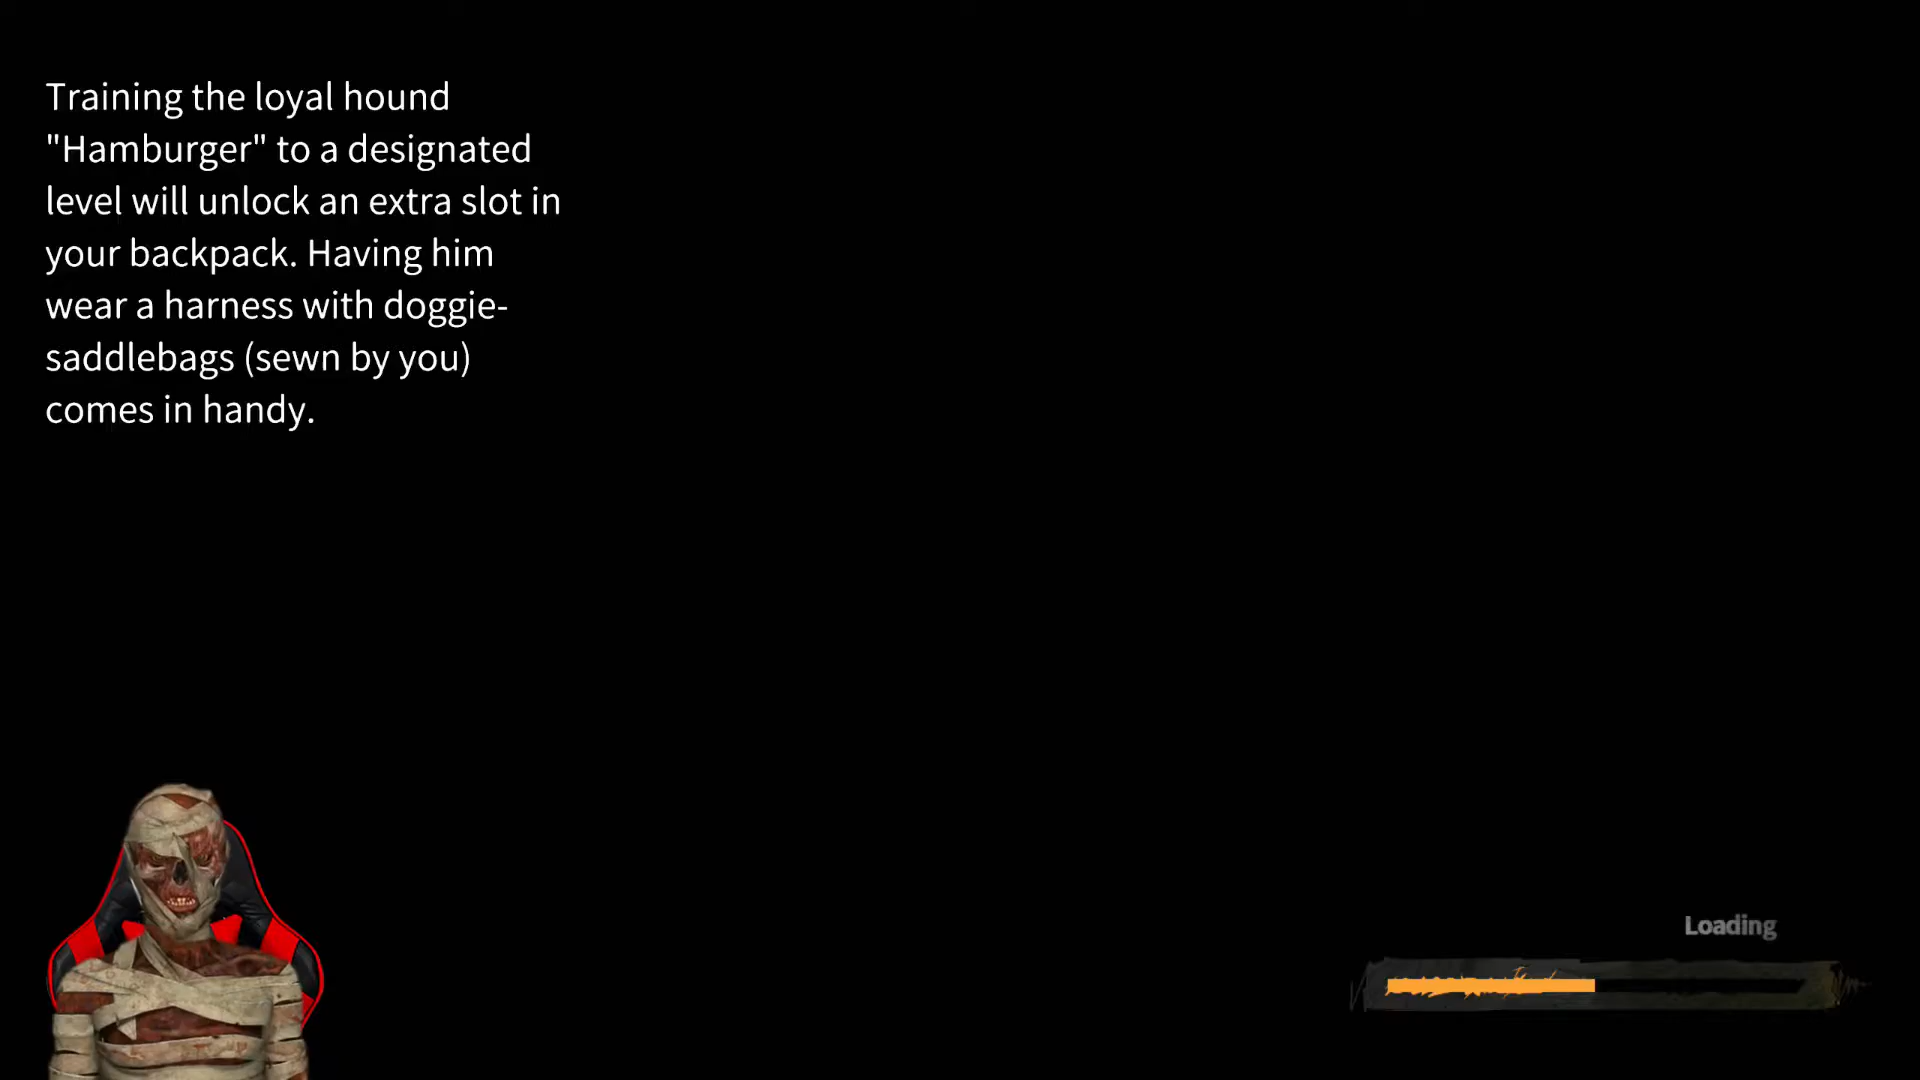 Training the loyal hound
"Hamburger" to a designated
level will unlock an extra slot in
your backpack. Having him
wear a harness with doggie-
saddlebags (sewn by you)
comes in handy.
Loading